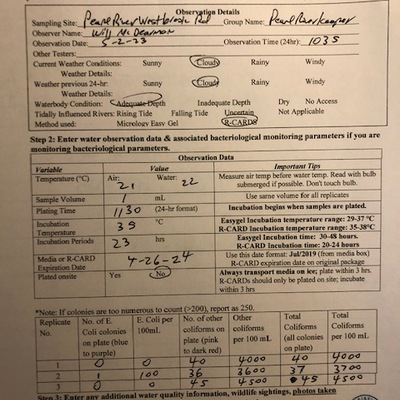 Observation Details
Sampling Site: Pearl River Westbrook Rd Group Name: Pearl Riverkeeper
Observer Name: Will McDearman
Observation Date: 5-2-23 Observation Time (24hr): 1035
Other Testers:
Current Weather Conditions: Sunny Cloudy Rainy Windy
Weather Details:
Weather previous 24-hr: Sunny Cloudy Rainy Windy
Weather Details:
Waterbody Condition: Adequate Depth Inadequate Depth Dry No Access
Tidally Influenced Rivers: Rising Tide Falling Tide Uncertain Not Applicable
Method used: Micrology Easy Gel R-CARDS
Step 2: Enter water observation data & associated bacteriological monitoring parameters if you are
monitoring bacteriological parameters.
Observation Data
Variable Value Important Tips
Temperature (°C) Air: 21 Water: 22 Measure air temp before water temp. Read with bulb
submerged if possible. Don't touch bulb.
Sample Volume 1 mL Use same volume for all replicates
Plating Time 1130 (24-hr format) Incubation begins when samples are plated.
Incubation
Temperature 35 °C Easygel Incubation temperature range: 29-37 °C
R-CARD Incubation temperature range: 35-38°C
Incubation Periods 23 hrs Easygel Incubation time: 30-48 hours.
R-CARD Incubation time: 20-24 hours
Media or R-CARD
Expiration Date 4-26-24 Use this date format: Jul/2019 (from media box)
R-CARD expiration date on original package
Plated onsite Yes No Always transport media on ice; plate within 3 hrs.
R-CARDs should only be plated on site; incubate
within 3 hrs
*Note: If colonies are too numerous to count (>200), report as 250.
Replicate
No. No. of E.
Coli colonies
on plate (blue
to purple) E. Coli per
100mL No. of other
coliforms on
plate (pink
to dark red) Other
coliforms
per 100 mL Total
Coliforms
(all colonies
on plate) Total
coliforms
per 100 mL
1 0 0 40 4000 40 4000
2 1 100 36 3600 37 3700
3 0 0 45 4500 45 4500
Step 3: Enter any additional water quality information, wildlife sightings, photos taken